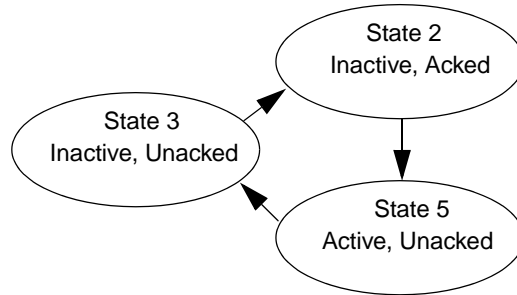 State 2
Inactive, Acked
State 3
Inactive, Unacked
State 5
Active, Unacked